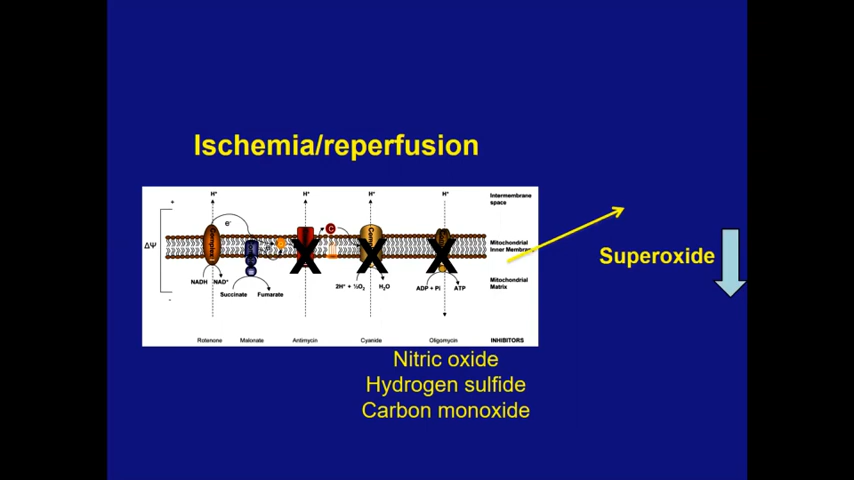 Ischemia/reperfusion
H⁺
H⁺
H⁺
H⁺
Intermembrane
space
+
e⁻
C
ΔΨ
Complex I
Mitochondrial
Inner Membrane
Superoxide
X X X
Mitochondrial
Matrix
NADH NAD⁺
2H⁺ + ½O₂ H₂O
ADP + Pi ATP
Succinate Fumarate
-
Rotenone Malonate Antimycin Cyanide Oligomycin INHIBITORS
Nitric oxide
Hydrogen sulfide
Carbon monoxide